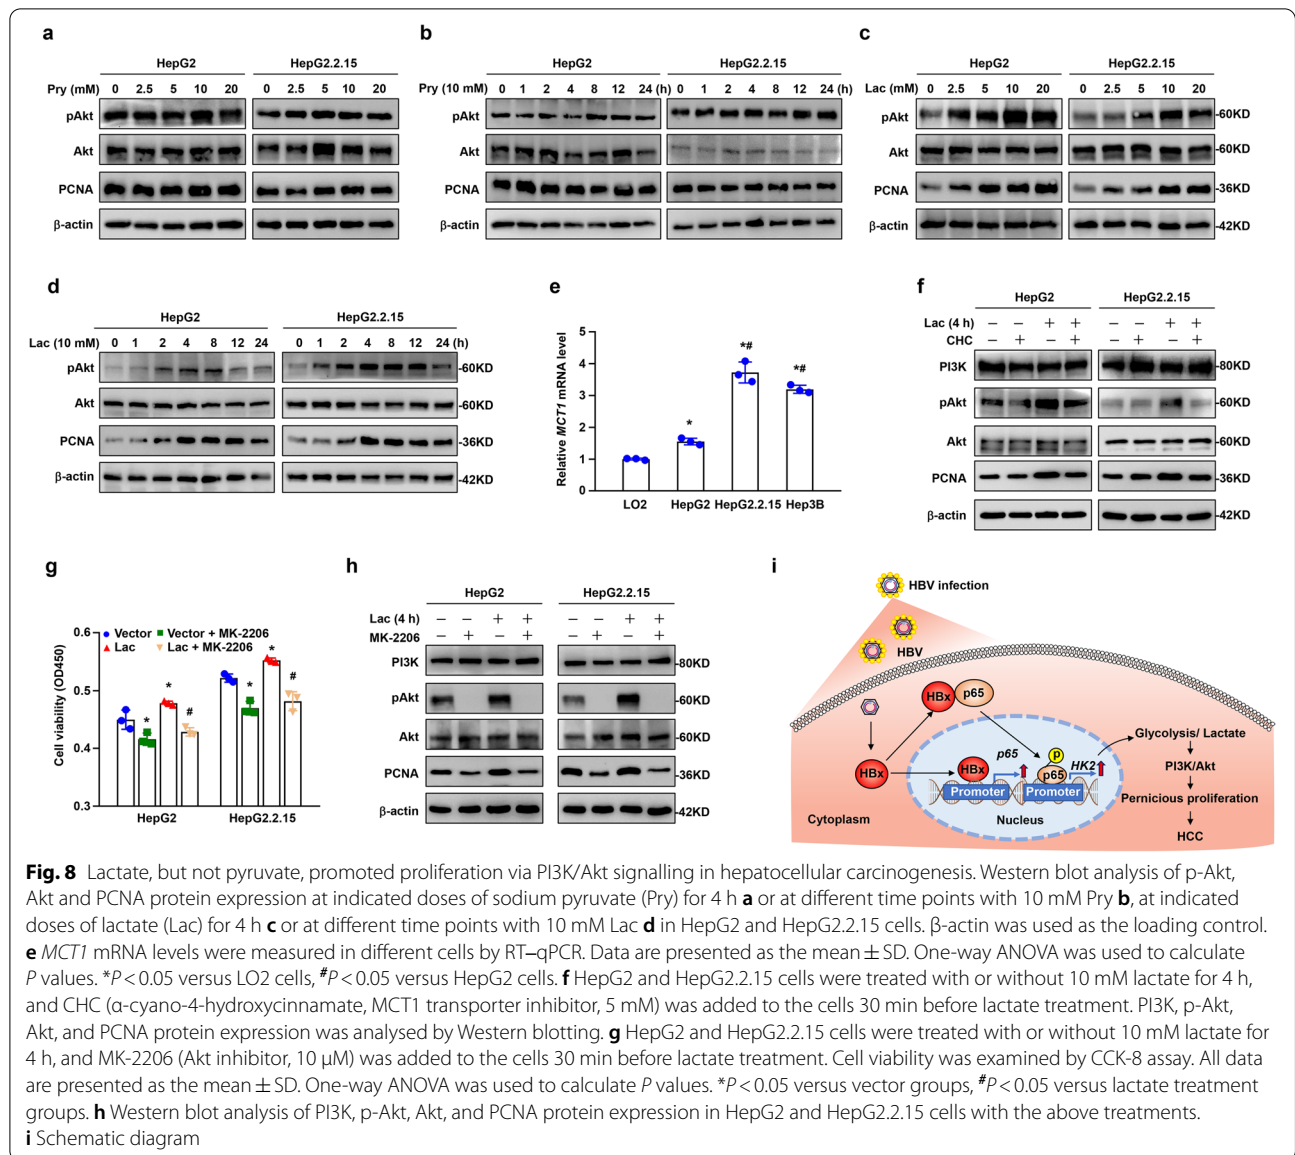 a
HepG2 HepG2.2.15
Pry (mM) 0 2.5 5 10 20 0 2.5 5 10 20
pAkt
Akt
PCNA
β-actin
b
HepG2 HepG2.2.15
Pry (10 mM) 0 1 2 4 8 12 24 (h) 0 1 2 4 8 12 24 (h)
pAkt
Akt
PCNA
β-actin
c
HepG2 HepG2.2.15
Lac (mM) 0 2.5 5 10 20 0 2.5 5 10 20
pAkt -60KD
Akt -60KD
PCNA -36KD
β-actin -42KD
d
HepG2 HepG2.2.15
Lac (10 mM) 0 1 2 4 8 12 24 0 1 2 4 8 12 24 (h)
pAkt -60KD
Akt -60KD
PCNA -36KD
β-actin -42KD
e
Relative MCT1 mRNA level
5
4
3
2
1
0
*
*#
*#
LO2 HepG2 HepG2.2.15 Hep3B
f
HepG2 HepG2.2.15
Lac (4 h) − − + + − − + +
CHC − + − + − + − +
PI3K -80KD
pAkt -60KD
Akt -60KD
PCNA -36KD
β-actin -42KD
g
Cell viability (OD450)
0.6
0.5
0.4
0.3
Vector Vector + MK-2206
Lac Lac + MK-2206
* * # * * #
HepG2 HepG2.2.15
h
HepG2 HepG2.2.15
Lac (4 h) − − + + − − + +
MK-2206 − + − + − + − +
PI3K -80KD
pAkt -60KD
Akt -60KD
PCNA -36KD
β-actin -42KD
i
HBV infection
HBV
HBx p65
HBx
HBx
p65
p
p65
HK2
Promoter Promoter
Nucleus
Cytoplasm
Glycolysis/ Lactate
PI3K/Akt
Pernicious proliferation
HCC
Fig. 8 Lactate, but not pyruvate, promoted proliferation via PI3K/Akt signalling in hepatocellular carcinogenesis. Western blot analysis of p-Akt,
Akt and PCNA protein expression at indicated doses of sodium pyruvate (Pry) for 4 h a or at different time points with 10 mM Pry b, at indicated
doses of lactate (Lac) for 4 h c or at different time points with 10 mM Lac d in HepG2 and HepG2.2.15 cells. β-actin was used as the loading control.
e MCT1 mRNA levels were measured in different cells by RT–qPCR. Data are presented as the mean ± SD. One-way ANOVA was used to calculate
P values. *P < 0.05 versus LO2 cells, #P < 0.05 versus HepG2 cells. f HepG2 and HepG2.2.15 cells were treated with or without 10 mM lactate for 4 h,
and CHC (α-cyano-4-hydroxycinnamate, MCT1 transporter inhibitor, 5 mM) was added to the cells 30 min before lactate treatment. PI3K, p-Akt,
Akt, and PCNA protein expression was analysed by Western blotting. g HepG2 and HepG2.2.15 cells were treated with or without 10 mM lactate for
4 h, and MK-2206 (Akt inhibitor, 10 μM) was added to the cells 30 min before lactate treatment. Cell viability was examined by CCK-8 assay. All data
are presented as the mean ± SD. One-way ANOVA was used to calculate P values. *P < 0.05 versus vector groups, #P < 0.05 versus lactate treatment
groups. h Western blot analysis of PI3K, p-Akt, Akt, and PCNA protein expression in HepG2 and HepG2.2.15 cells with the above treatments.
i Schematic diagram